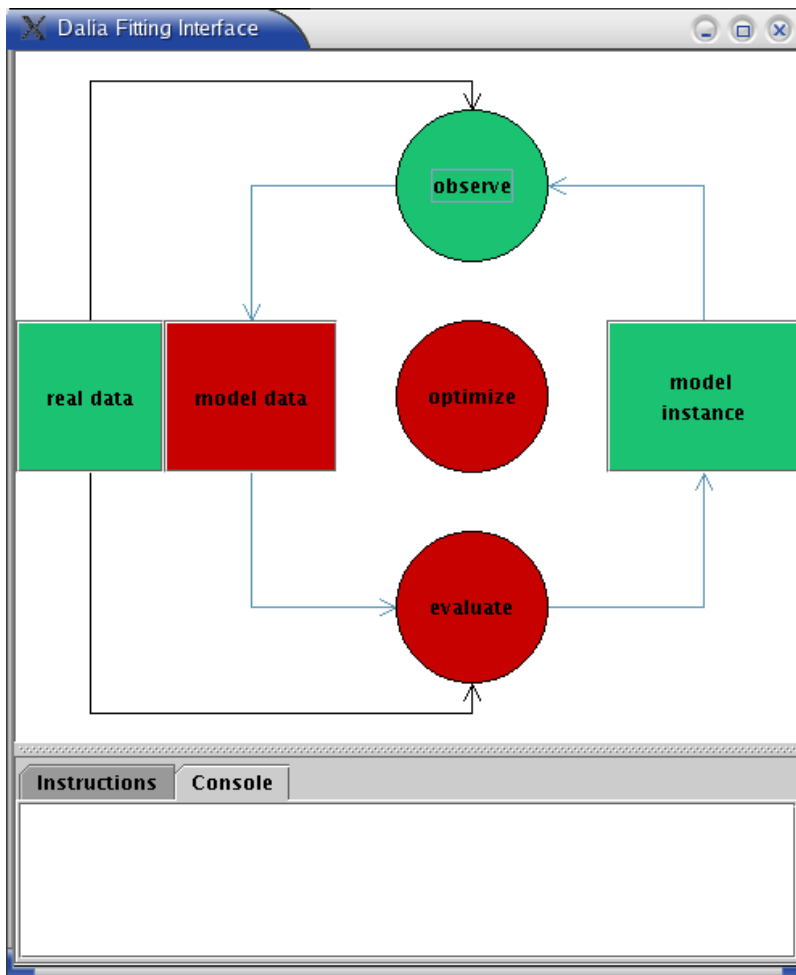 Dalia Fitting Interface
observe
real data
model data
optimize
model
instance
evaluate
Instructions
Console